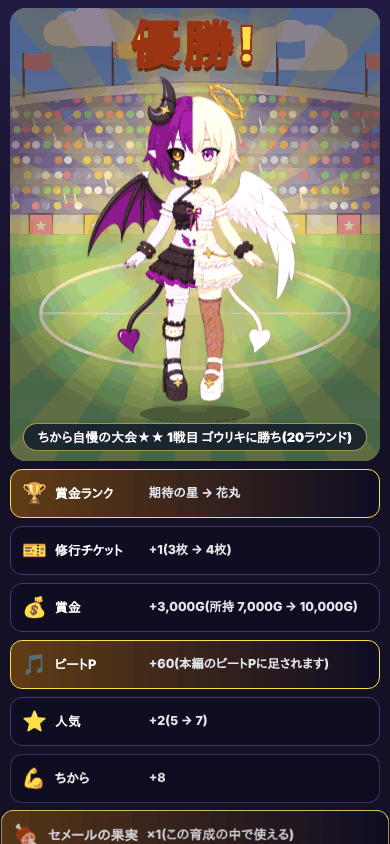 優勝!
ちから自慢の大会★★ 1戦目 ゴウリキに勝ち(20ラウンド)
賞金ランク 期待の星 → 花丸
修行チケット +1(3枚 → 4枚)
賞金 +3,000G(所持 7,000G → 10,000G)
ビートP +60(本編のビートPに足されます)
人気 +2(5 → 7)
ちから +8
セメールの果実 ×1(この育成の中で使える)